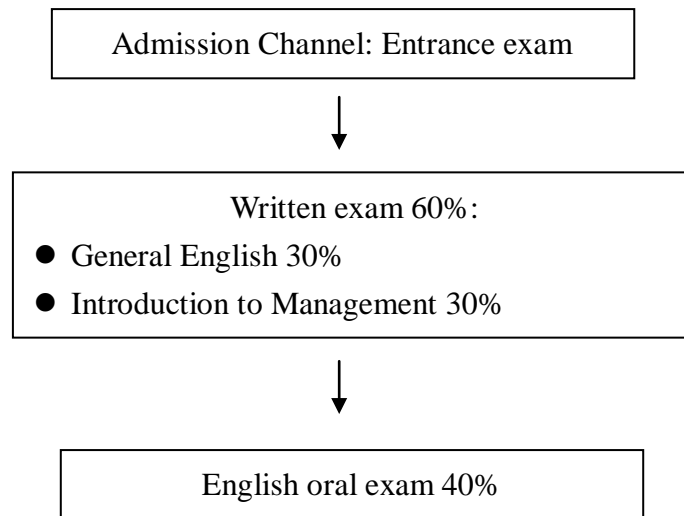 Admission Channel: Entrance exam
Written exam 60%:
● General English 30%
● Introduction to Management 30%
English oral exam 40%